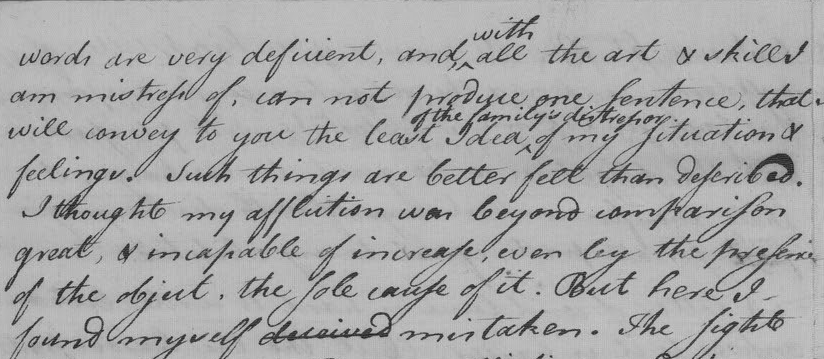 words are very deficient, and, with all the art & skill I
am mistress of, can not produce one sentence, that
will convey to you the least Idea of the family's distress or of my situation &
feelings. Such things are better felt than described.
I thought my affliction was beyond comparison
great, & incapable of increase, even by the presence
of the object, the sole cause of it. But here I
found myself deceived mistaken. The sight